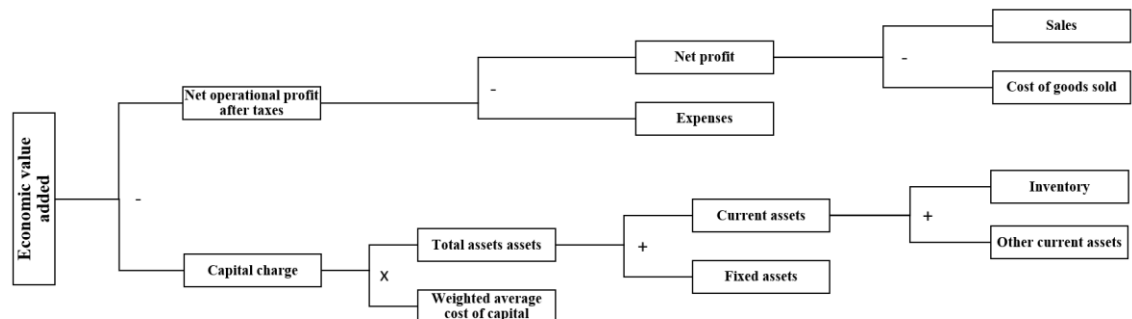 Economic value
added
Net operational profit
after taxes
-
Capital charge
-
Net profit
Expenses
-
Sales
Cost of goods sold
x
Total assets assets
Weighted average
cost of capital
+
Current assets
Fixed assets
+
Inventory
Other current assets